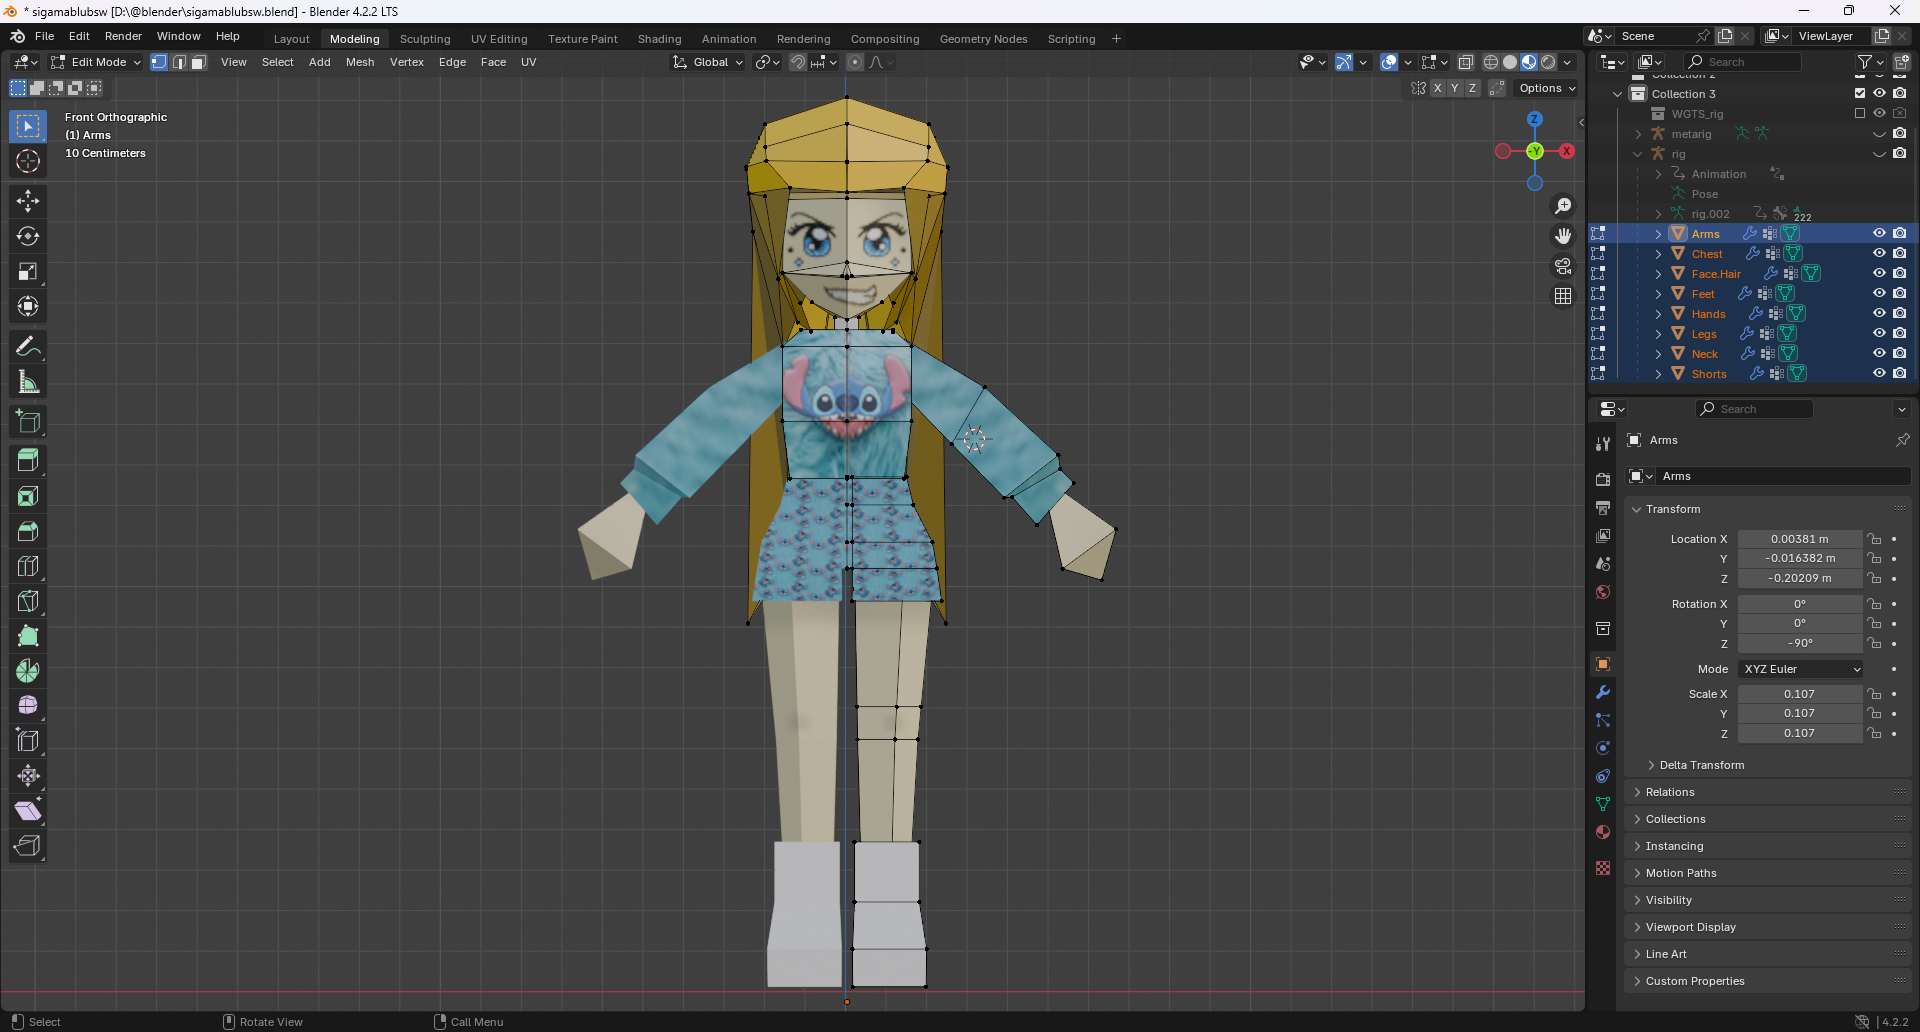 * sigamablubsw [D:\@blender\sigamablubsw.blend] - Blender 4.2.2 LTS
File Edit Render Window Help Layout Modeling Sculpting UV Editing Texture Paint Shading Animation Rendering Compositing Geometry Nodes Scripting + Scene ViewLayer
Edit Mode View Select Add Mesh Vertex Edge Face UV Global Search
X Y Z Options
Front Orthographic
(1) Arms
10 Centimeters
Z
-Y X
Collection 2
Collection 3
WGTS_rig
metarig
rig
Animation
Pose
rig.002 222
Arms
Chest
Face.Hair
Feet
Hands
Legs
Neck
Shorts
Search
Arms
Arms
Transform
Location X 0.00381 m
Y -0.016382 m
Z -0.20209 m
Rotation X 0°
Y 0°
Z -90°
Mode XYZ Euler
Scale X 0.107
Y 0.107
Z 0.107
Delta Transform
Relations
Collections
Instancing
Motion Paths
Visibility
Viewport Display
Line Art
Custom Properties
Select Rotate View Call Menu 4.2.2